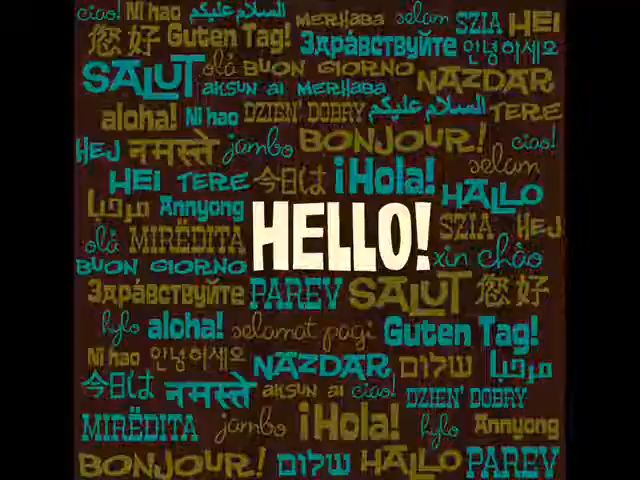 ciao! Ni hao السلام عليكم MERHABA selam SZIA HEI
您好 Guten Tag! Здравствуйте 안녕하세요
SALUT olá BUON GIORNO NAZDAR
AKSUN AI MERHABA
aloha! Ni hao DZIEN' DOBRY السلام عليكم TERE
HEJ नमस्ते jambo BONJOUR! ciao!
selam
HEI TERE 今日は ¡Hola! HALLO
مرحبا Annyong HELLO! SZIA HEJ
olá MIRËDITA xin chào
BUON GIORNO
Здравствуйте PAREV SALUT 您好
hylo aloha! selamat pagi Guten Tag!
Ni hao 안녕하세요 NAZDAR שלום مرحبا
今日は नमस्ते AKSUN AI ciao! DZIEN' DOBRY
MIRËDITA jambo ¡Hola! hylo Annyong
BONJOUR! שלום HALLO PAREV